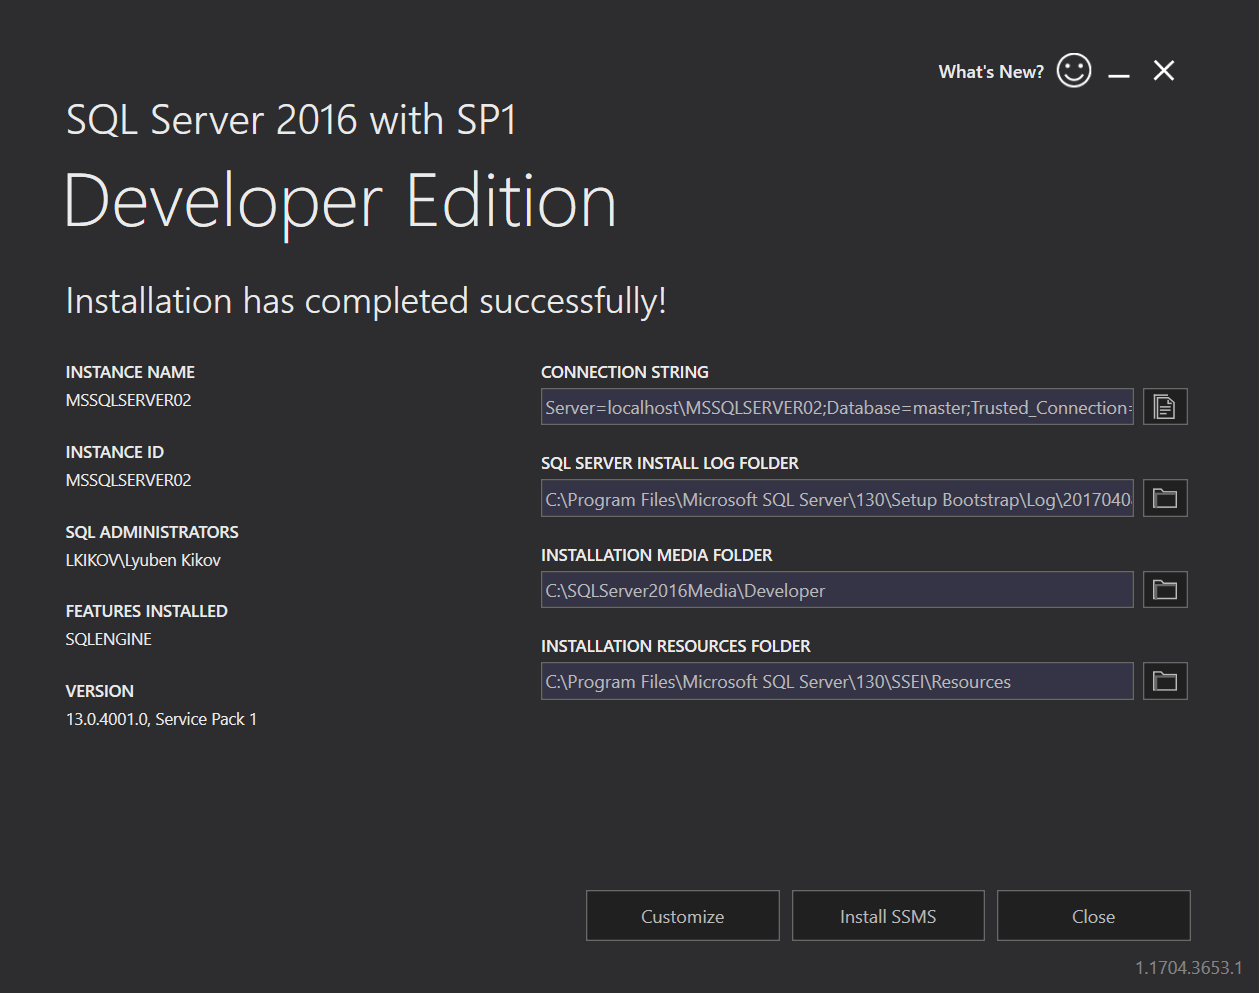 What's New?
SQL Server 2016 with SP1
Developer Edition
Installation has completed successfully!
INSTANCE NAME
MSSQLSERVER02
INSTANCE ID
MSSQLSERVER02
SQL ADMINISTRATORS
LKIKOV\Lyuben Kikov
FEATURES INSTALLED
SQLENGINE
VERSION
13.0.4001.0, Service Pack 1
CONNECTION STRING
Server=localhost\MSSQLSERVER02;Database=master;Trusted_Connection=
SQL SERVER INSTALL LOG FOLDER
C:\Program Files\Microsoft SQL Server\130\Setup Bootstrap\Log\2017040
INSTALLATION MEDIA FOLDER
C:\SQLServer2016Media\Developer
INSTALLATION RESOURCES FOLDER
C:\Program Files\Microsoft SQL Server\130\SSEI\Resources
Customize
Install SSMS
Close
1.1704.3653.1